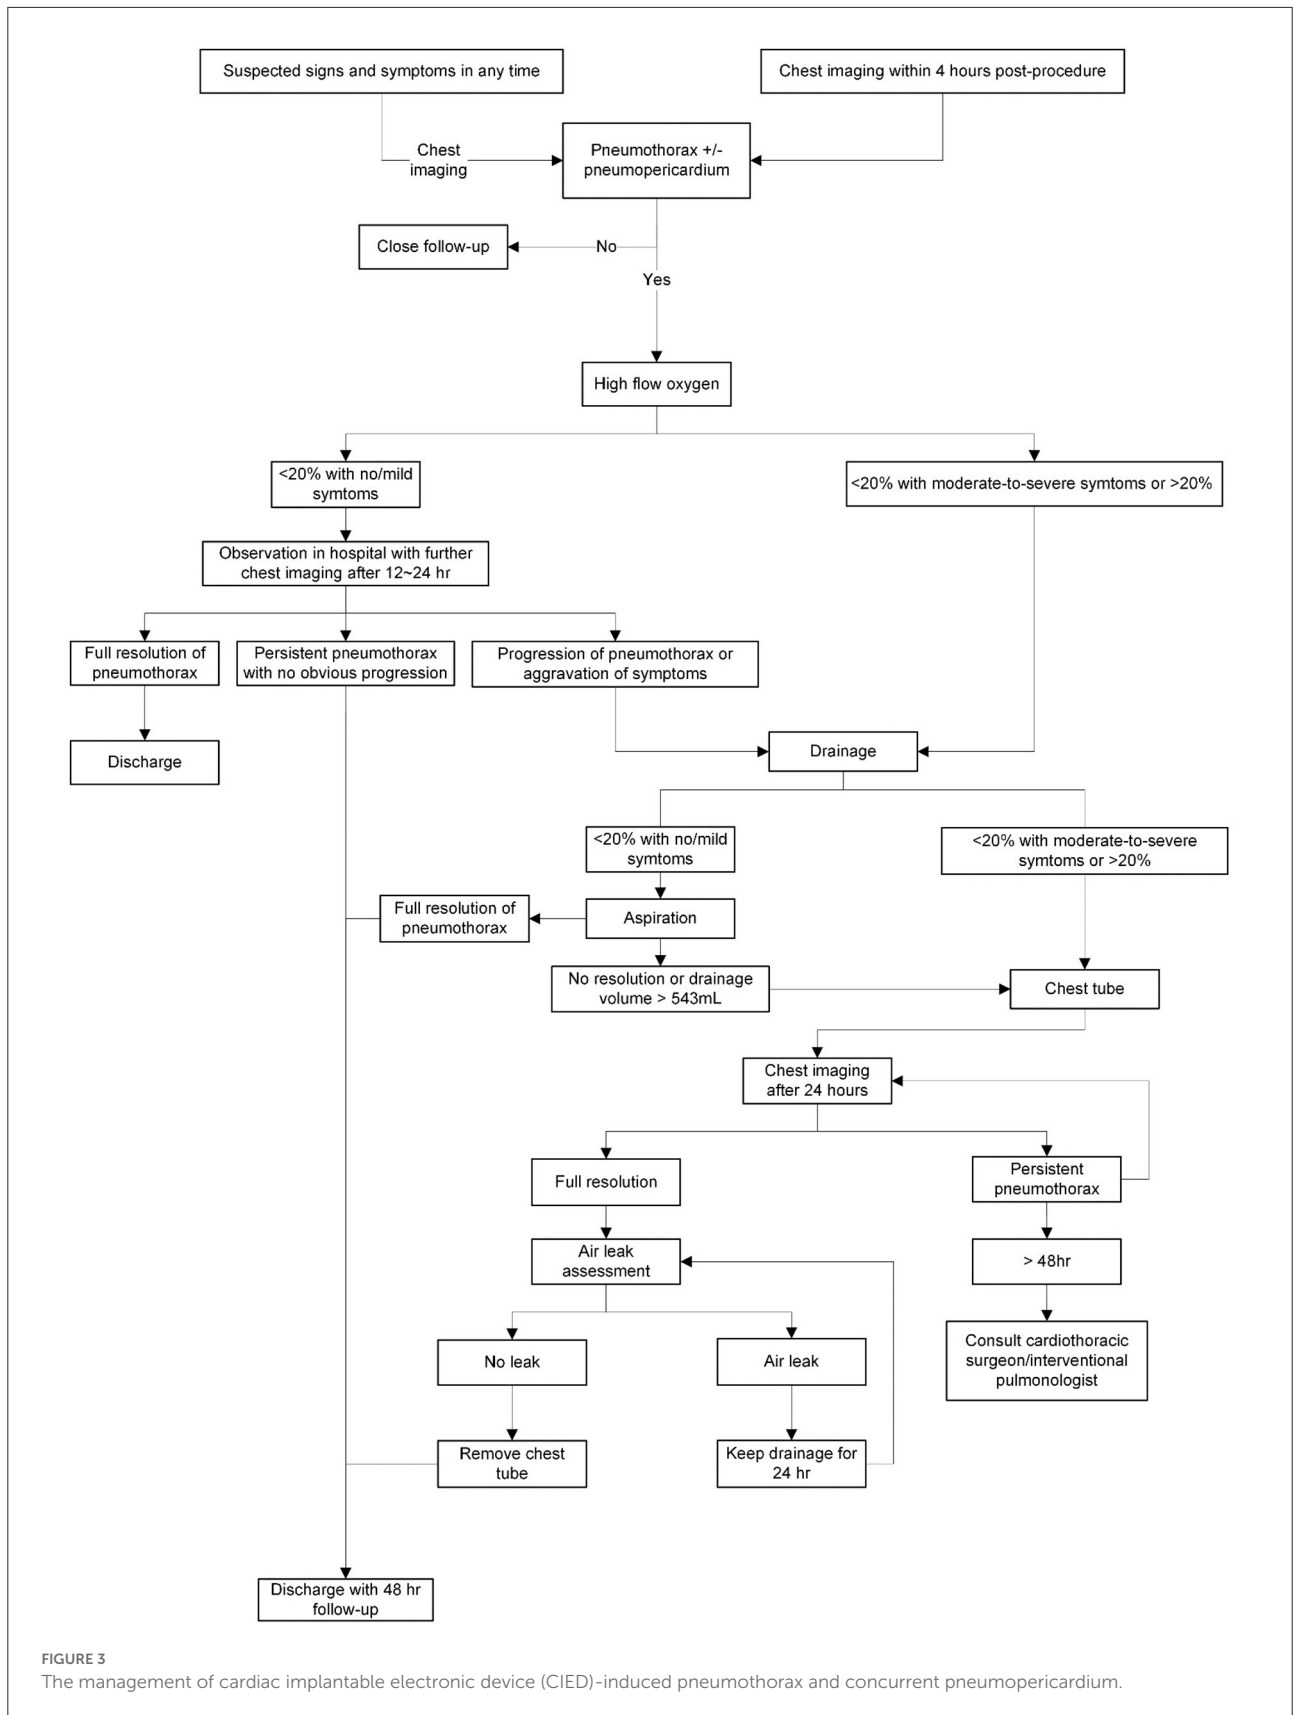 Suspected signs and symptoms in any time
Chest imaging within 4 hours post-procedure
Chest
imaging
Pneumothorax +/-
pneumopericardium
Close follow-up
No
Yes
High flow oxygen
<20% with no/mild
symtoms
<20% with moderate-to-severe symtoms or >20%
Observation in hospital with further
chest imaging after 12~24 hr
Full resolution of
pneumothorax
Persistent pneumothorax
with no obvious progression
Progression of pneumothorax or
aggravation of symptoms
Discharge
Drainage
<20% with no/mild
symtoms
<20% with moderate-to-severe
symtoms or >20%
Full resolution of
pneumothorax
Aspiration
No resolution or drainage
volume > 543mL
Chest tube
Chest imaging
after 24 hours
Full resolution
Persistent
pneumothorax
Air leak
assessment
> 48hr
No leak
Air leak
Consult cardiothoracic
surgeon/interventional
pulmonologist
Remove chest
tube
Keep drainage for
24 hr
Discharge with 48 hr
follow-up
FIGURE 3
The management of cardiac implantable electronic device (CIED)-induced pneumothorax and concurrent pneumopericardium.